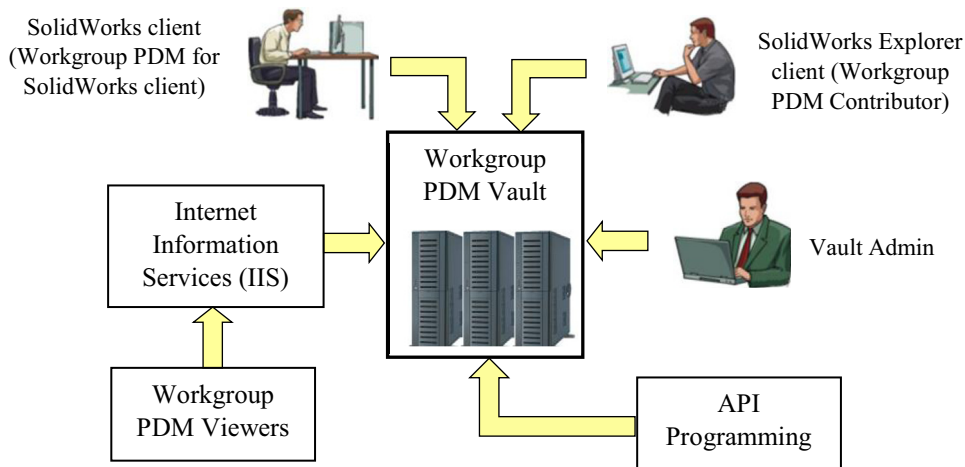 SolidWorks client
(Workgroup PDM for
SolidWorks client)
SolidWorks Explorer
client (Workgroup
PDM Contributor)
Workgroup
PDM Vault
Internet
Information
Services (IIS)
Vault Admin
Workgroup
PDM Viewers
API
Programming